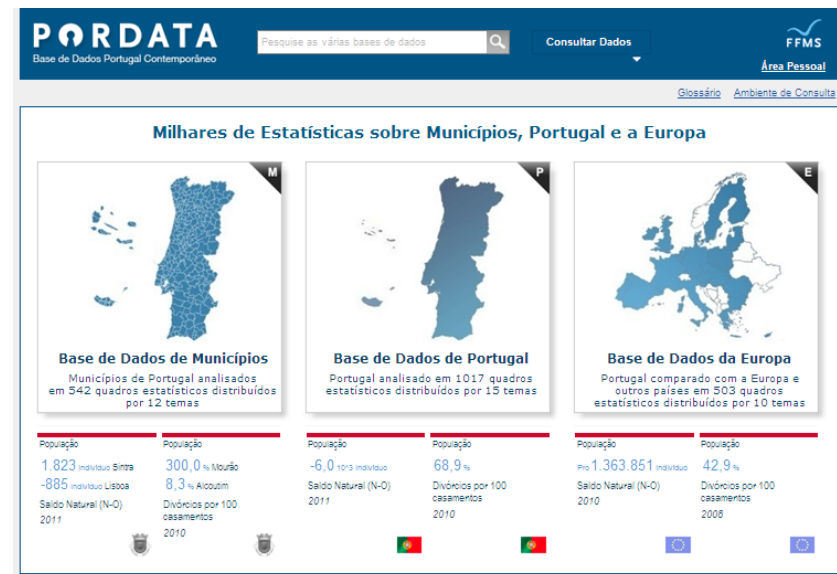 PORDATA
Base de Dados Portugal Contemporâneo
Pesquise as várias bases de dados
Consultar Dados
FFMS
Área Pessoal
Glossário Ambiente de Consulta
Milhares de Estatísticas sobre Municípios, Portugal e a Europa
M
P
E
Base de Dados de Municípios
Municípios de Portugal analisados
em 542 quadros estatísticos distribuídos
por 12 temas
Base de Dados de Portugal
Portugal analisado em 1017 quadros
estatísticos distribuídos por 15 temas
Base de Dados da Europa
Portugal comparado com a Europa e
outros países em 503 quadros
estatísticos distribuídos por 10 temas
População
1.823 Indivíduo Sintra
-885 Indivíduo Lisboa
Saldo Natural (N-O)
2011
População
300,0 % Mourão
8,3 % Alcoutim
Divórcios por 100
casamentos
2010
População
-6,0 10^3 Indivíduo
Saldo Natural (N-O)
2011
População
68,9 %
Divórcios por 100
casamentos
2010
População
Pro 1.363.851 Indivíduo
Saldo Natural (N-O)
2010
População
42,9 %
Divórcios por 100
casamentos
2008